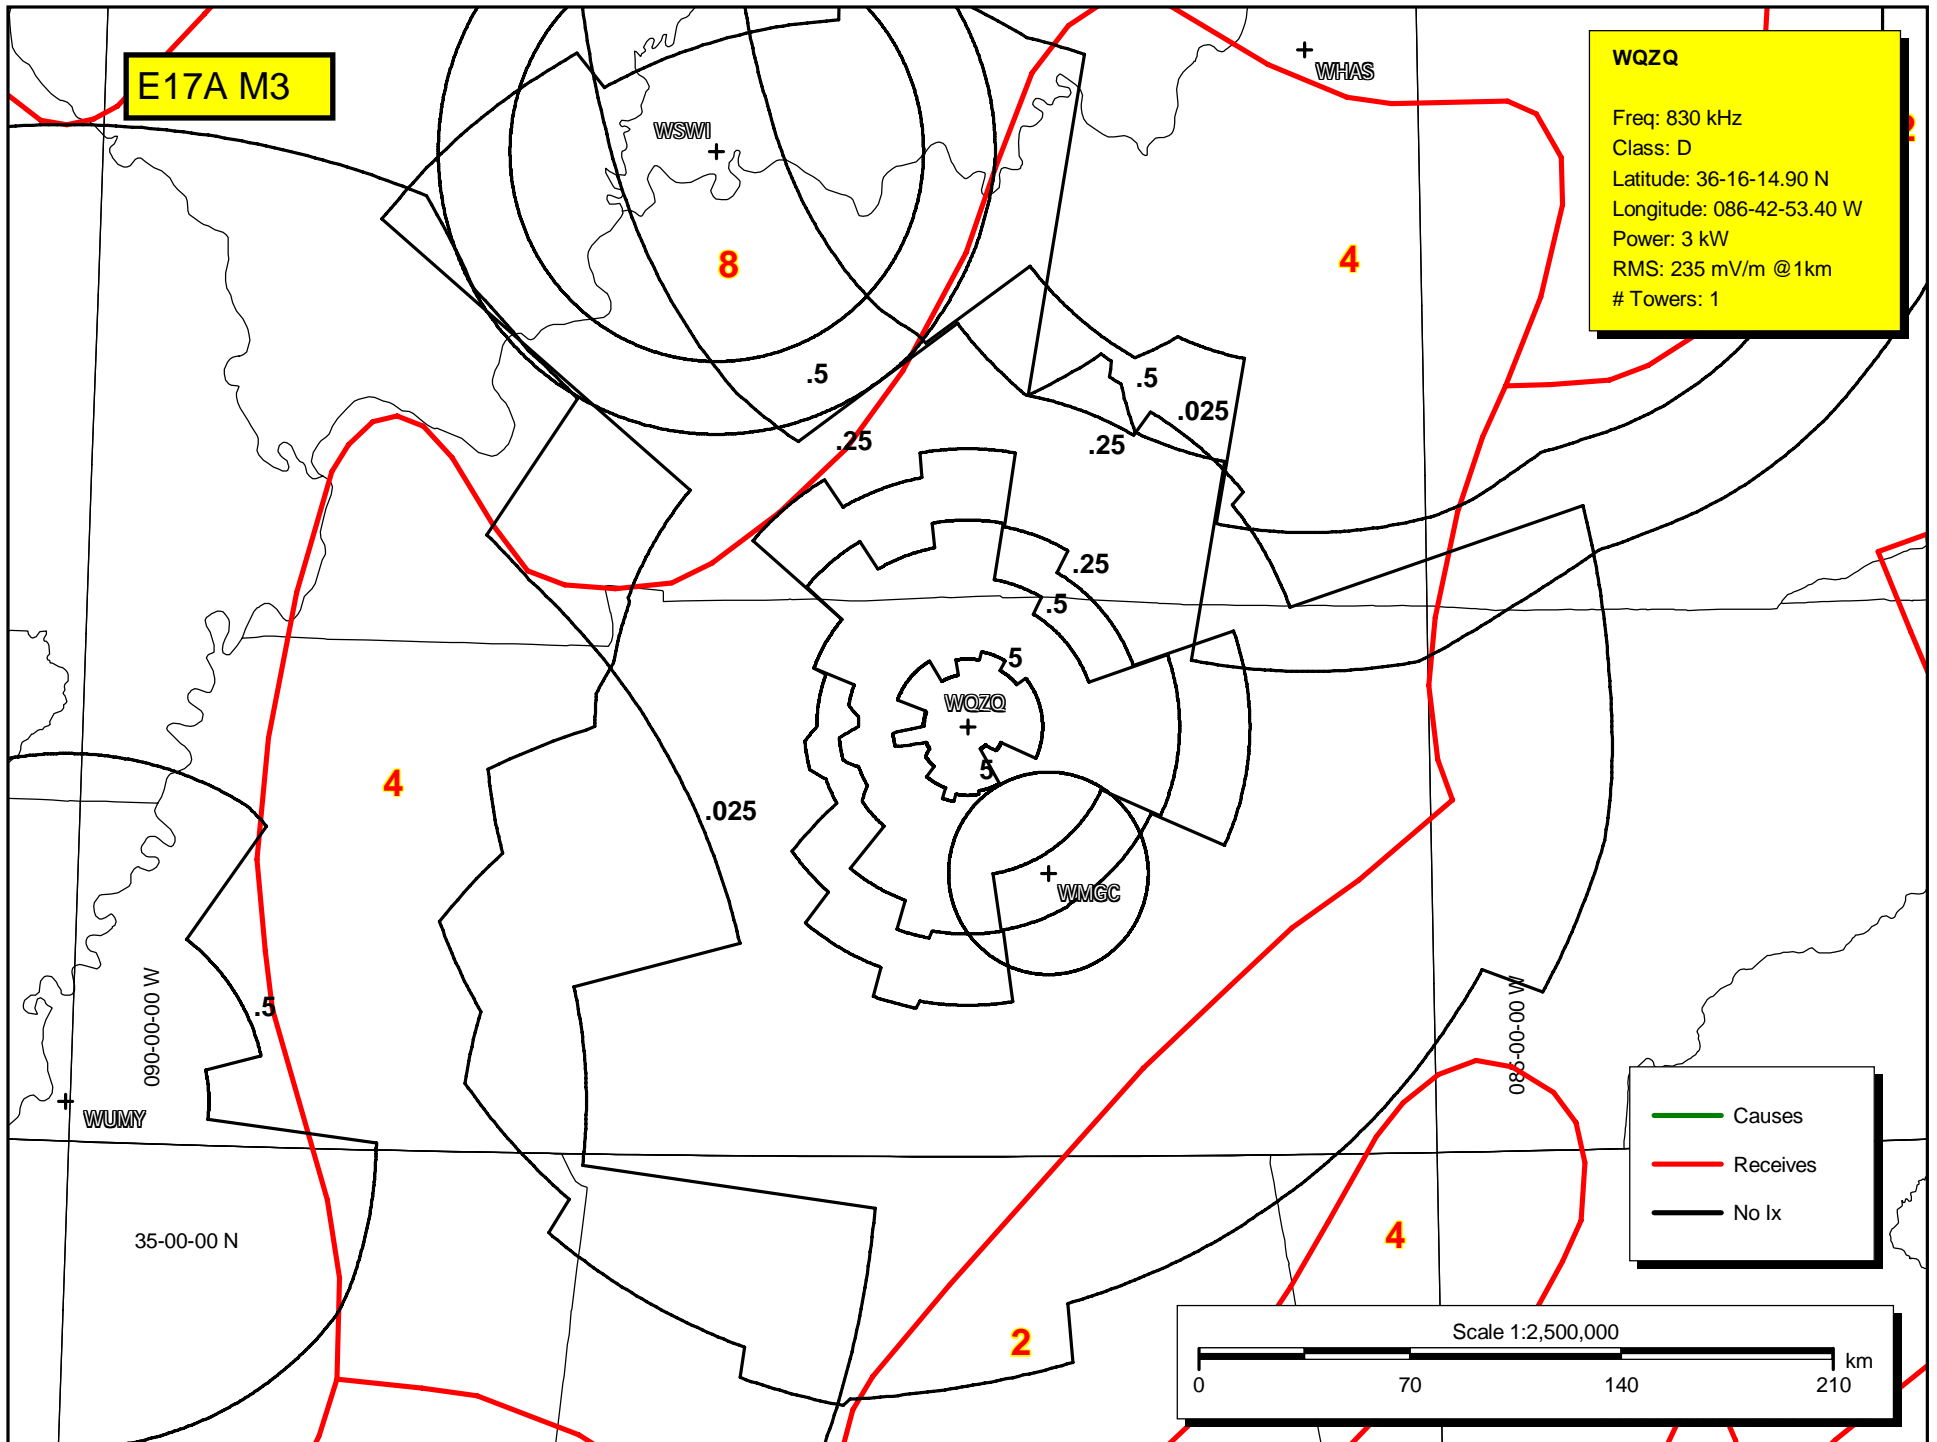 E17A M3
WHAS
WQZQ
Freq: 830 kHz
Class: D
Latitude: 36-16-14.90 N
Longitude: 086-42-53.40 W
Power: 3 kW
RMS: 235 mV/m @1km
# Towers: 1
2
WSWI
8
4
.5
.5
.025
.25
.25
.25
.5
5
WQZQ
5
4
.025
WMGC
090-00-00 W
.5
086-00-00 W
WUMY
Causes
Receives
No Ix
35-00-00 N
4
2
Scale 1:2,500,000
km
0 70 140 210